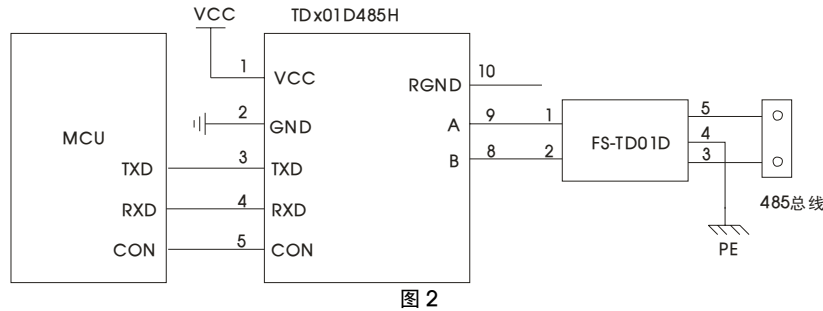 VCC
TDx01D485H
1
VCC
RGND
10
2
GND
A
9
1
5
MCU
FS-TD01D
4
B
8
2
3
TXD
3
TXD
RXD
4
RXD
485总线
CON
5
CON
PE
图 2